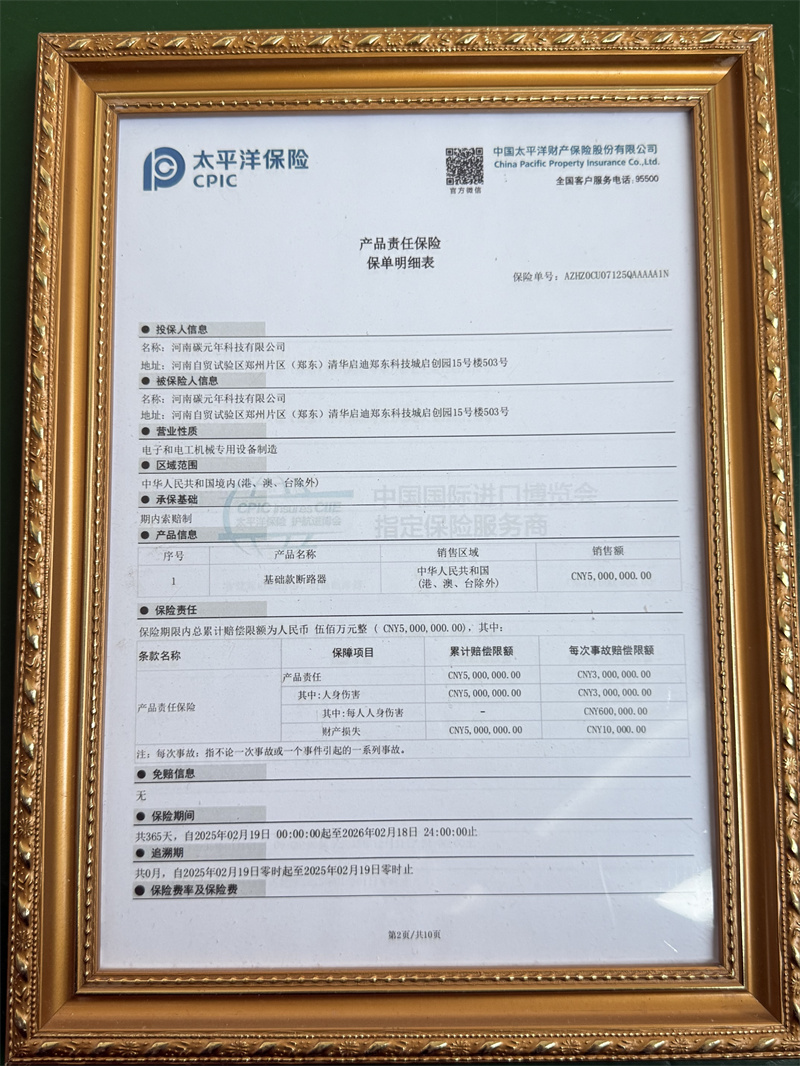 太平洋保险
CPIC
官方微信
中国太平洋财产保险股份有限公司
China Pacific Property Insurance Co.,Ltd.
全国客户服务电话:95500
产品责任保险
保单明细表
保险单号:AZHZ0CU07125QAAAAA1N
● 投保人信息
名称:河南碳元年科技有限公司
地址:河南自贸试验区郑州片区(郑东)清华启迪郑东科技城启创园15号楼503号
● 被保险人信息
名称:河南碳元年科技有限公司
地址:河南自贸试验区郑州片区(郑东)清华启迪郑东科技城启创园15号楼503号
● 营业性质
电子和电工机械专用设备制造
● 区域范围
中华人民共和国境内(港、澳、台除外)
● 承保基础
期内索赔制
CPIC Insures CIIE
太平洋保险 护航进博会
中国国际进口博览会
指定保险服务商
● 产品信息
序号 产品名称 销售区域 销售额
1 基础款断路器 中华人民共和国(港、澳、台除外) CNY5,000,000.00
● 保险责任
保险期限内总累计赔偿限额为人民币 伍佰万元整 ( CNY5,000,000.00),其中:
条款名称 保障项目 累计赔偿限额 每次事故赔偿限额
产品责任保险
产品责任 CNY5,000,000.00 CNY3,000,000.00
其中:人身伤害 CNY5,000,000.00 CNY3,000,000.00
其中:每人人身伤害 - CNY600,000.00
财产损失 CNY5,000,000.00 CNY10,000.00
注:每次事故:指不论一次事故或一个事件引起的一系列事故。
● 免赔信息
无
● 保险期间
共365天,自2025年02月19日 00:00:00起至2026年02月18日 24:00:00止
● 追溯期
共0月,自2025年02月19日零时起至2025年02月19日零时止
● 保险费率及保险费
第2页/共10页